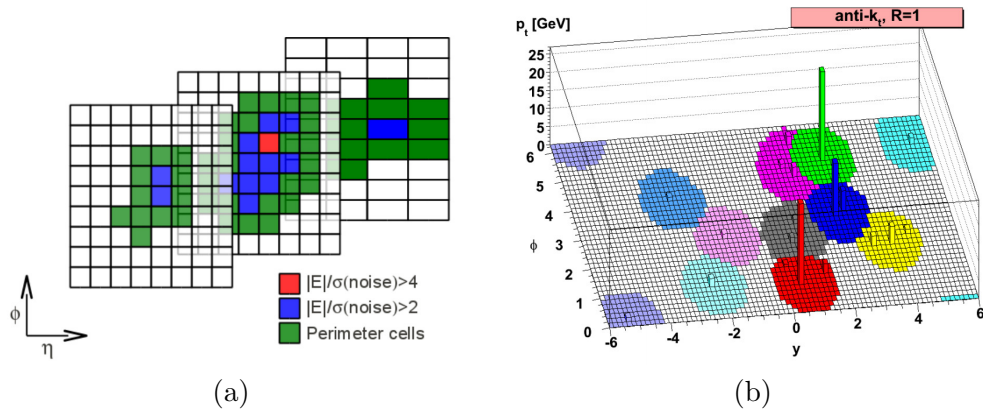 φ
η
|E|/σ(noise)>4
|E|/σ(noise)>2
Perimeter cells
(a)
p_t [GeV]
anti-k_t, R=1
25
20
15
10
5
0
6
5
4
3
2
1
0
φ
-6
-4
-2
0
2
4
6
y
(b)